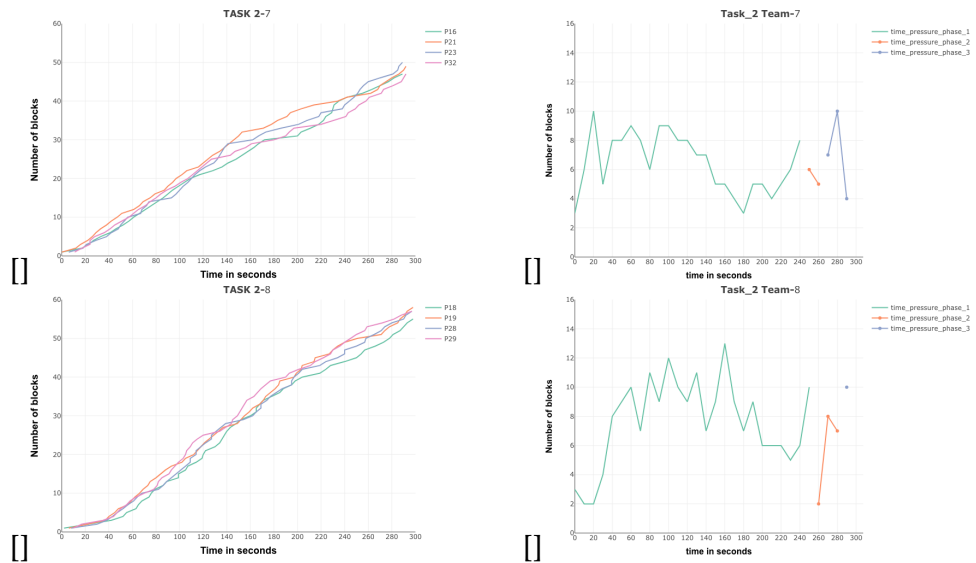 TASK 2-7
60
50
40
30
20
10
0
Number of blocks
0 20 40 60 80 100 120 140 160 180 200 220 240 260 280 300
Time in seconds
P16
P21
P23
P32
[]
Task_2 Team-7
16
14
12
10
8
6
4
2
0
Number of blocks
0 20 40 60 80 100 120 140 160 180 200 220 240 260 280 300
time in seconds
time_pressure_phase_1
time_pressure_phase_2
time_pressure_phase_3
[]
TASK 2-8
60
50
40
30
20
10
0
Number of blocks
0 20 40 60 80 100 120 140 160 180 200 220 240 260 280 300
Time in seconds
P18
P19
P28
P29
[]
Task_2 Team-8
16
14
12
10
8
6
4
2
0
Number of blocks
0 20 40 60 80 100 120 140 160 180 200 220 240 260 280 300
time in seconds
time_pressure_phase_1
time_pressure_phase_2
time_pressure_phase_3
[]